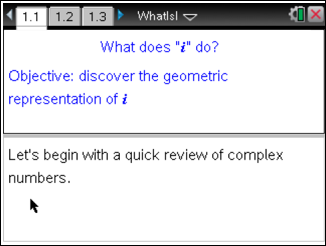 1.1 1.2 1.3 WhatIsI
What does "i" do?
Objective: discover the geometric
representation of i
Let's begin with a quick review of complex
numbers.